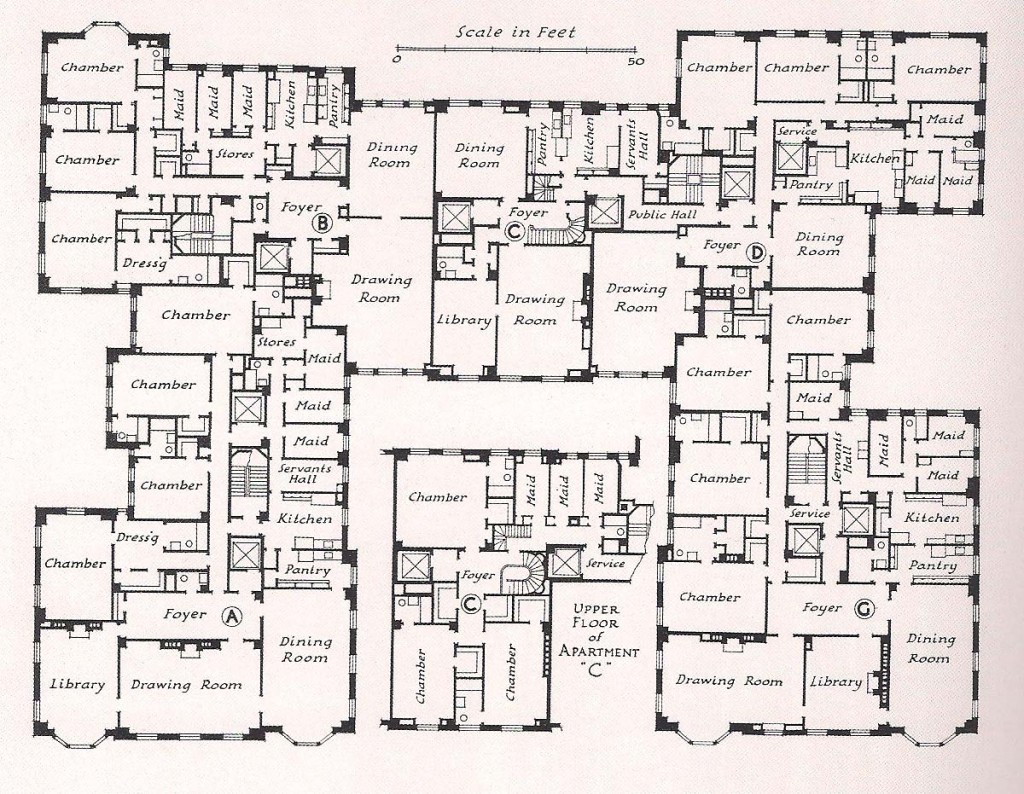 Scale in Feet
0 50
Chamber
Maid
Maid
Maid
Kitchen
Pantry
Stores
Chamber
Chamber
Dress'g
Foyer
B
Dining
Room
Drawing
Room
Dining
Room
Pantry
Kitchen
Servants
Hall
Foyer
C
Public Hall
Library
Drawing
Room
Drawing
Room
Chamber
Chamber
Chamber
Service
Maid
Kitchen
Pantry
Maid
Maid
Foyer
D
Dining
Room
Chamber
Chamber
Maid
Chamber
Stores
Maid
Chamber
Maid
Maid
Servants
Hall
Chamber
Kitchen
Dress'g
Chamber
Pantry
Foyer
A
Dining
Room
Library
Drawing Room
Chamber
Maid
Maid
Maid
Service
Foyer
C
Chamber
Chamber
UPPER
FLOOR
of
APARTMENT
"C"
Chamber
Servants
Hall
Maid
Maid
Maid
Service
Kitchen
Pantry
Chamber
Foyer
G
Dining
Room
Drawing Room
Library